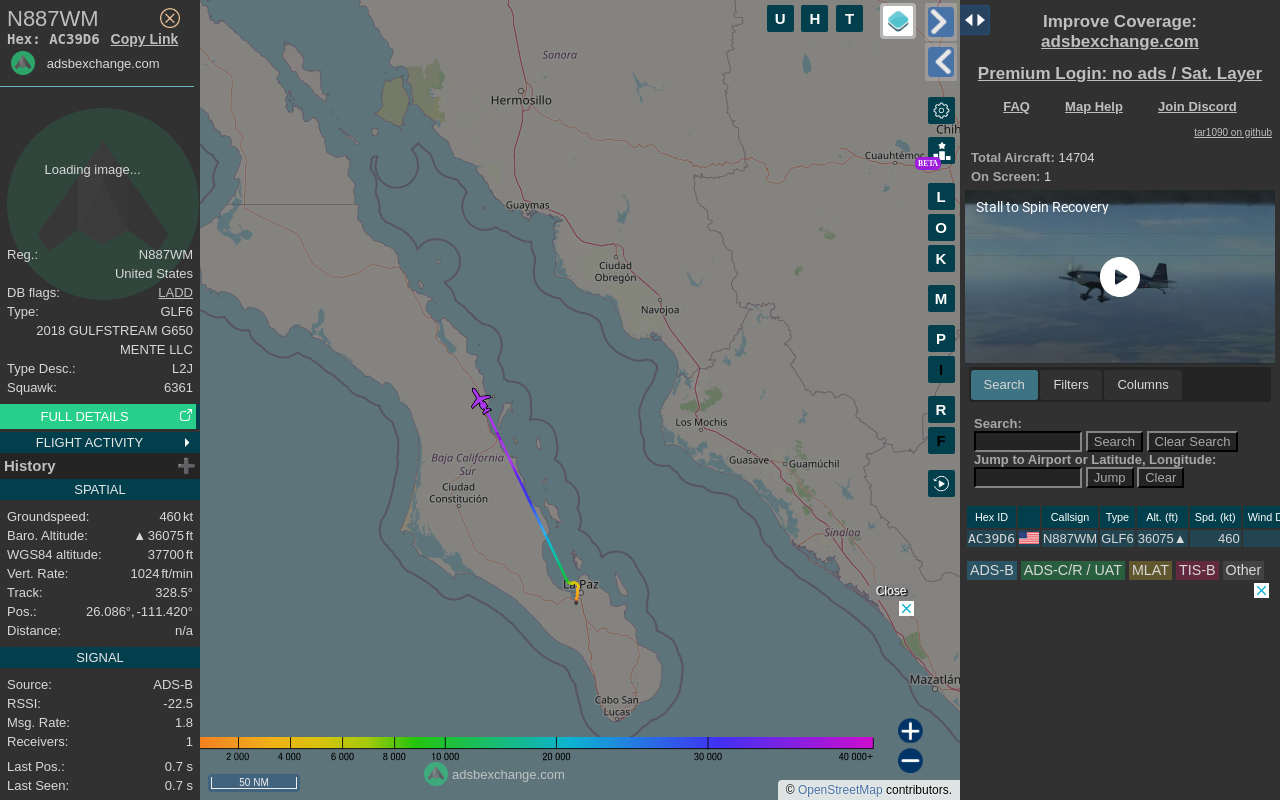 N887WM
Hex: AC39D6 Copy Link
adsbexchange.com
Loading image...
Reg.: N887WM
United States
DB flags: LADD
Type: GLF6
2018 GULFSTREAM G650
MENTE LLC
Type Desc.: L2J
Squawk: 6361
FULL DETAILS
FLIGHT ACTIVITY
History
SPATIAL
Groundspeed: 460 kt
Baro. Altitude: ▲ 36075 ft
WGS84 altitude: 37700 ft
Vert. Rate: 1024 ft/min
Track: 328.5°
Pos.: 26.086°, -111.420°
Distance: n/a
SIGNAL
Source: ADS-B
RSSI: -22.5
Msg. Rate: 1.8
Receivers: 1
Last Pos.: 0.7 s
Last Seen: 0.7 s
U H T
Sonora
Hermosillo
Chih
Cuauhtémoc
BETA
Guaymas
Ciudad
Obregón
Navojoa
Los Mochis
Guasave
Guamúchil
Baja California
Sur
Ciudad
Constitución
Sinaloa
La Paz
Close
Mazatlán
Cabo San
Lucas
L
O
K
M
P
I
R
F
2 000 4 000 6 000 8 000 10 000 20 000 30 000 40 000+
adsbexchange.com
50 NM
© OpenStreetMap contributors.
Improve Coverage:
adsbexchange.com
Premium Login: no ads / Sat. Layer
FAQ Map Help Join Discord
tar1090 on github
Total Aircraft: 14704
On Screen: 1
Stall to Spin Recovery
Search Filters Columns
Search:
Search Clear Search
Jump to Airport or Latitude, Longitude:
Jump Clear
Hex ID Callsign Type Alt. (ft) Spd. (kt) Wind D
AC39D6 N887WM GLF6 36075▲ 460
ADS-B ADS-C/R / UAT MLAT TIS-B Other